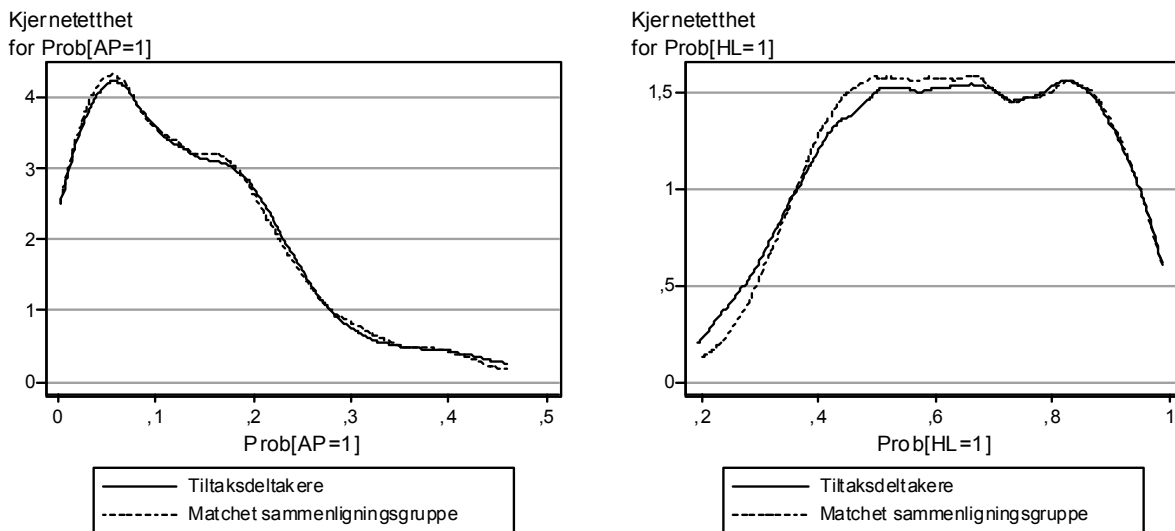 Kjernetetthet
for Prob[AP=1]
4
3
2
1
0
0 ,1 ,2 ,3 ,4 ,5
Prob[AP=1]
Tiltaksdeltakere
Matchet sammenligningsgruppe
Kjernetetthet
for Prob[HL=1]
1,5
1
,5
0
,2 ,4 ,6 ,8 1
Prob[HL=1]
Tiltaksdeltakere
Matchet sammenligningsgruppe